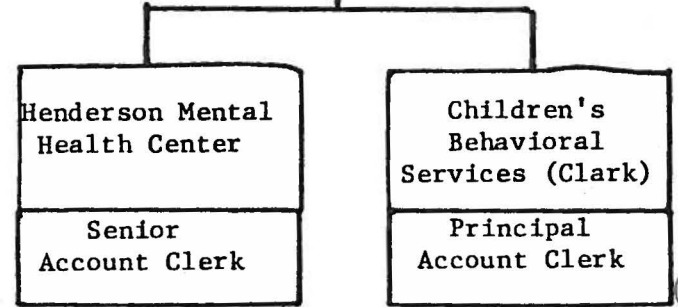 Henderson Mental
Health Center
Senior
Account Clerk
Children's
Behavioral
Services (Clark)
Principal
Account Clerk